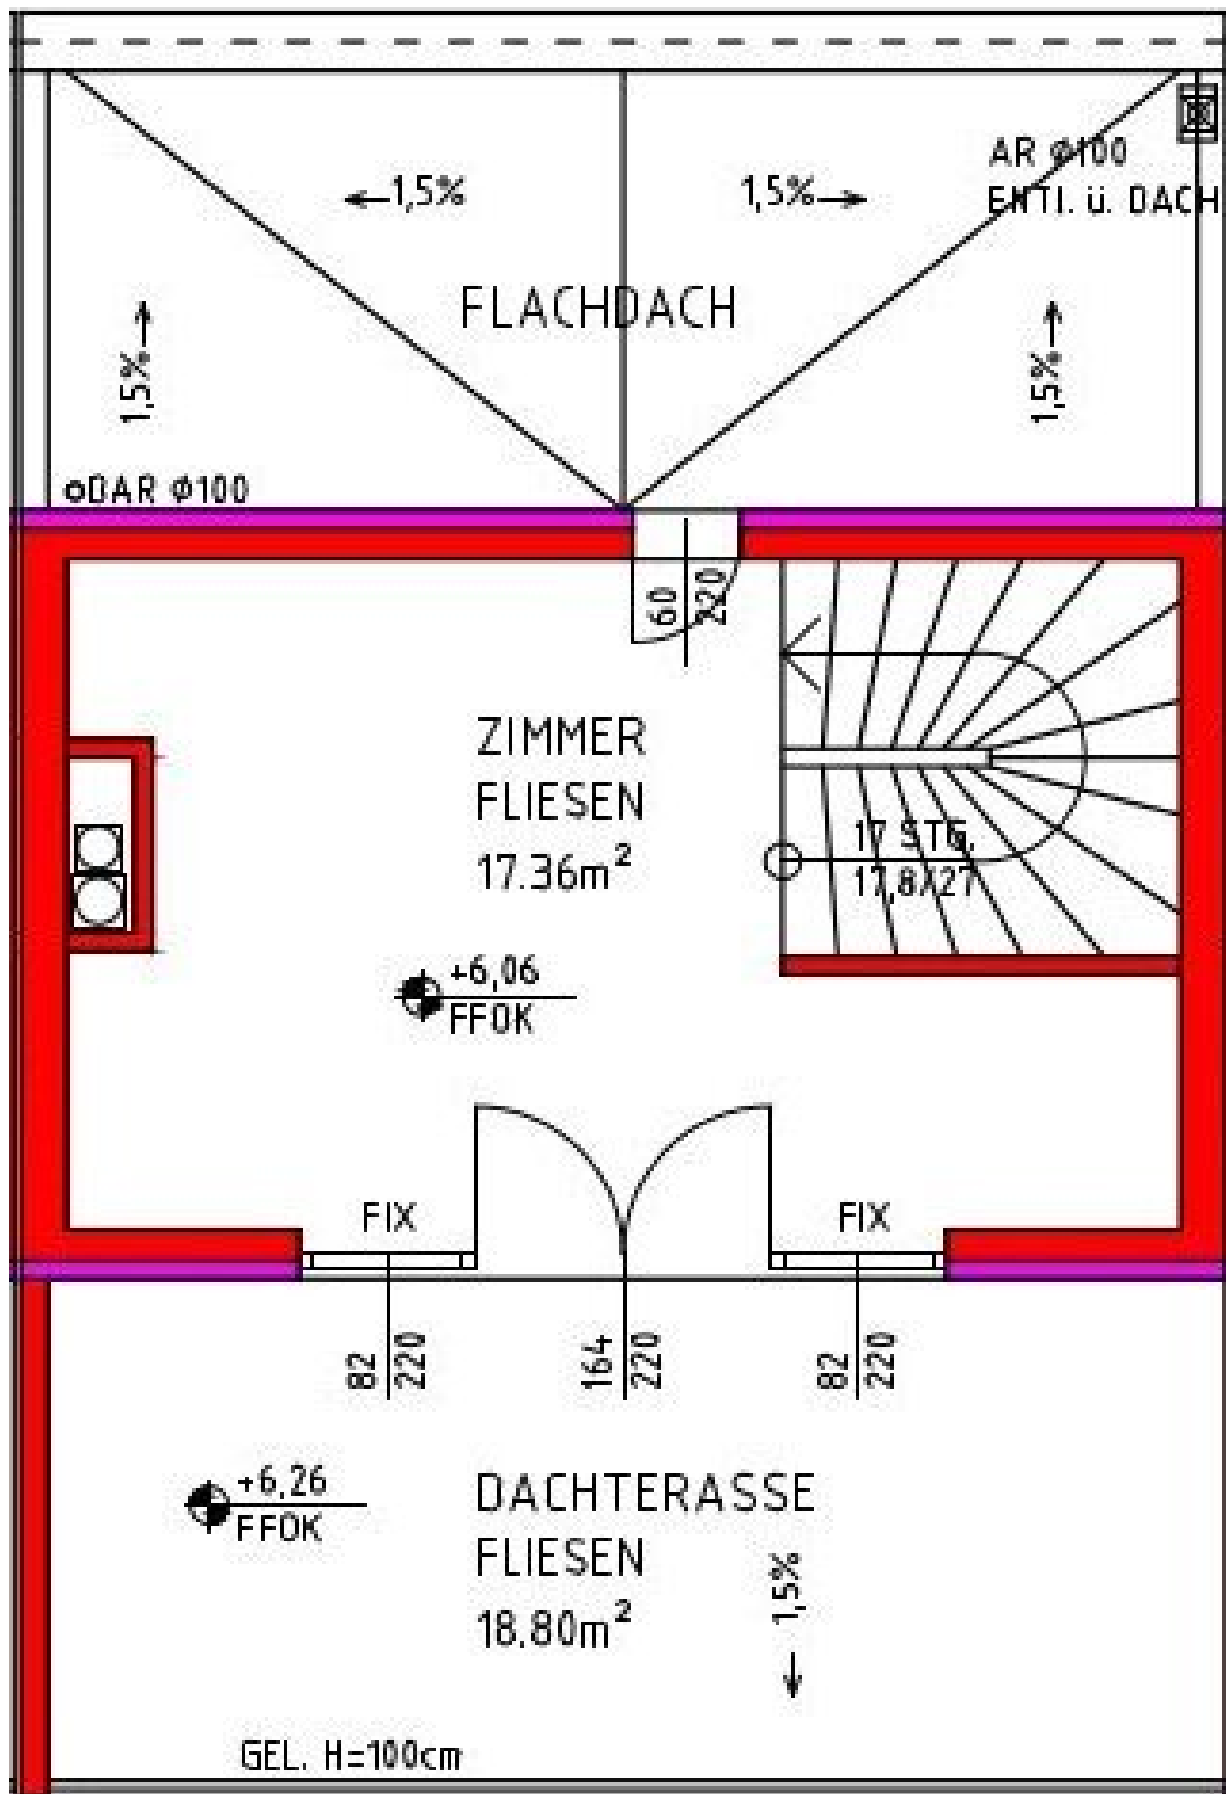 AR Ø100
ENTL. ü. DACH
1,5%
1,5%
FLACHDACH
1,5%
1,5%
DAR Ø100
60
220
ZIMMER
FLIESEN
17.36m²
17 STG.
17,8/27
+6,06
FFOK
FIX
FIX
82
220
164
220
82
220
+6,26
FFOK
DACHTERASSE
FLIESEN
18.80m²
1,5%
GEL. H=100cm